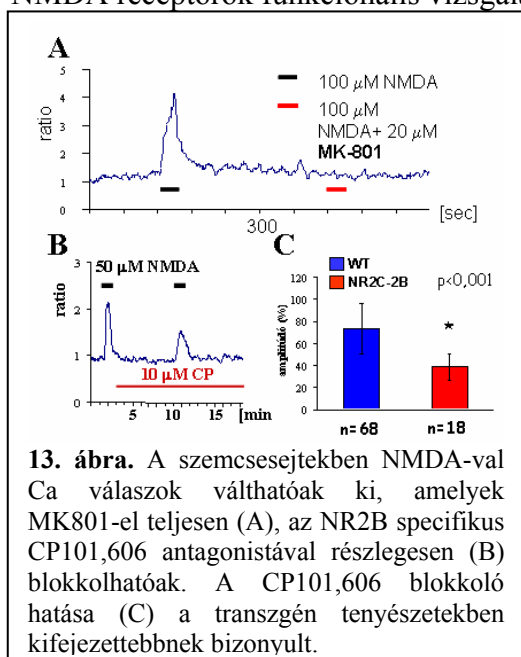 NMDA receptorok funkcionális vizsgála
A
ratio
5
4
3
2
1
0
100 µM NMDA
100 µM
NMDA+ 20 µM
MK-801
300
[sec]
B
ratio
3
2
1
0
50 µM NMDA
10 µM CP
5
10
15
[min
C
WT
NR2C-2B
p<0,001
amplitúdó (%)
120
100
80
60
40
20
0
*
n=68
n=18
13. ábra. A szemcsesejtekben NMDA-val
Ca válaszok válthatóak ki, amelyek
MK801-el teljesen (A), az NR2B specifikus
CP101,606 antagonistával részlegesen (B)
blokkolhatóak. A CP101,606 blokkoló
hatása (C) a transzgén tenyészetekben
kifejezettebbnek bizonyult.